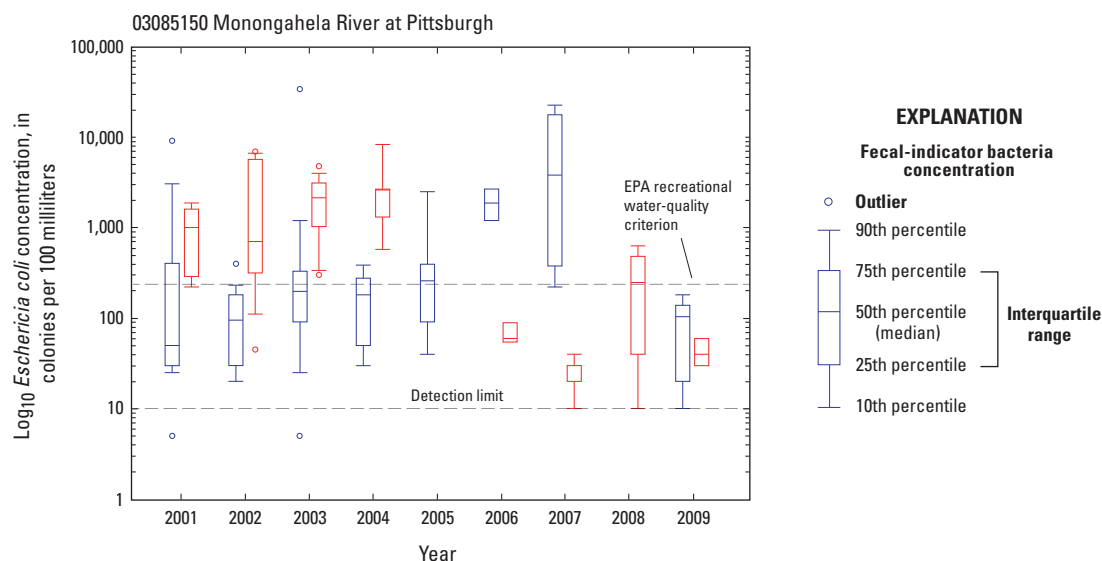 03085150 Monongahela River at Pittsburgh
Log10 Eschericia coli concentration, in
colonies per 100 milliliters
100,000
10,000
1,000
100
10
1
EPA recreational
water-quality
criterion
Detection limit
2001 2002 2003 2004 2005 2006 2007 2008 2009
Year
EXPLANATION
Fecal-indicator bacteria
concentration
Outlier
90th percentile
75th percentile
50th percentile
(median)
Interquartile
range
25th percentile
10th percentile